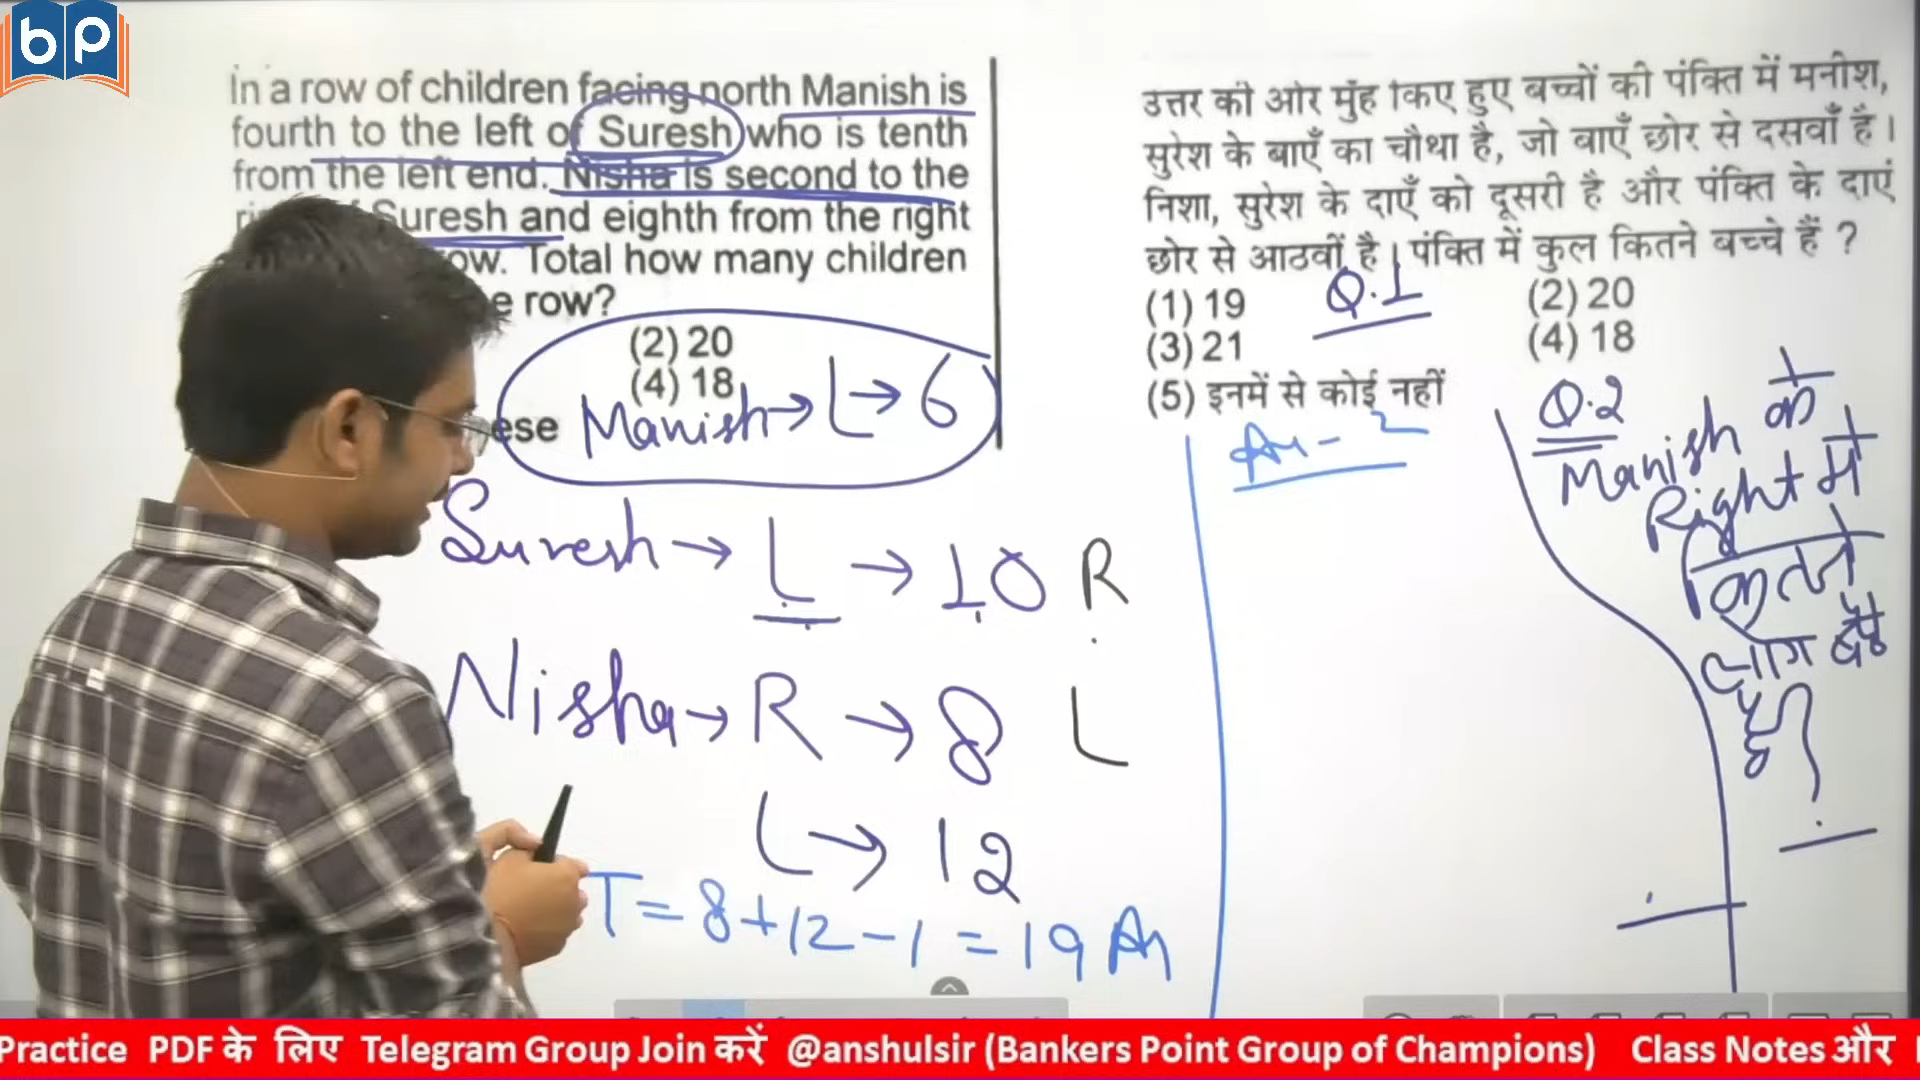 bp
In a row of children facing north Manish is
fourth to the left of Suresh who is tenth
from the left end. Nisha is second to the
Suresh and eighth from the right
row. Total how many children
e row?
(2) 20
(4) 18
ese
Manish → L → 6
Suresh → L → 10 R
Nisha → R → 8 L
L → 12
T = 8 + 12 - 1 = 19 An
उत्तर की ओर मुँह किए हुए बच्चों की पंक्ति में मनीश,
सुरेश के बाएँ का चौथा है, जो बाएँ छोर से दसवाँ है।
निशा, सुरेश के दाएँ को दूसरी है और पंक्ति के दाएं
छोर से आठवीं है। पंक्ति में कुल कितने बच्चे हैं ?
(1) 19 (2) 20
(3) 21 (4) 18
(5) इनमें से कोई नहीं
Q.1
An - 2
Q.2
Manish के
Right में
कितने
लोग बैठे
है?
Practice PDF के लिए Telegram Group Join करें @anshulsir (Bankers Point Group of Champions) Class Notes और